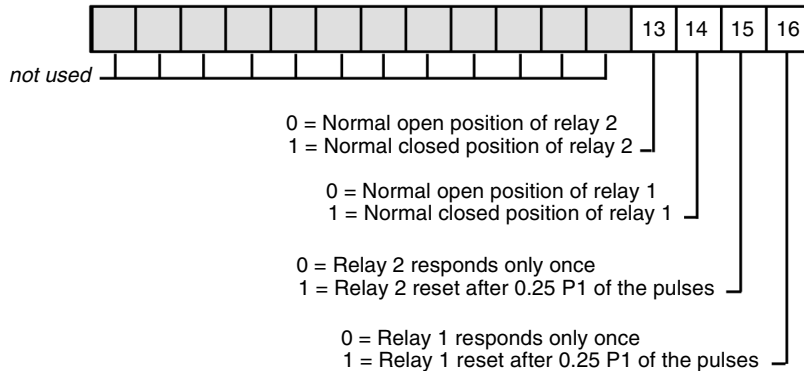 13 14 15 16
not used
0 = Normal open position of relay 2
1 = Normal closed position of relay 2
0 = Normal open position of relay 1
1 = Normal closed position of relay 1
0 = Relay 2 responds only once
1 = Relay 2 reset after 0.25 P1 of the pulses
0 = Relay 1 responds only once
1 = Relay 1 reset after 0.25 P1 of the pulses